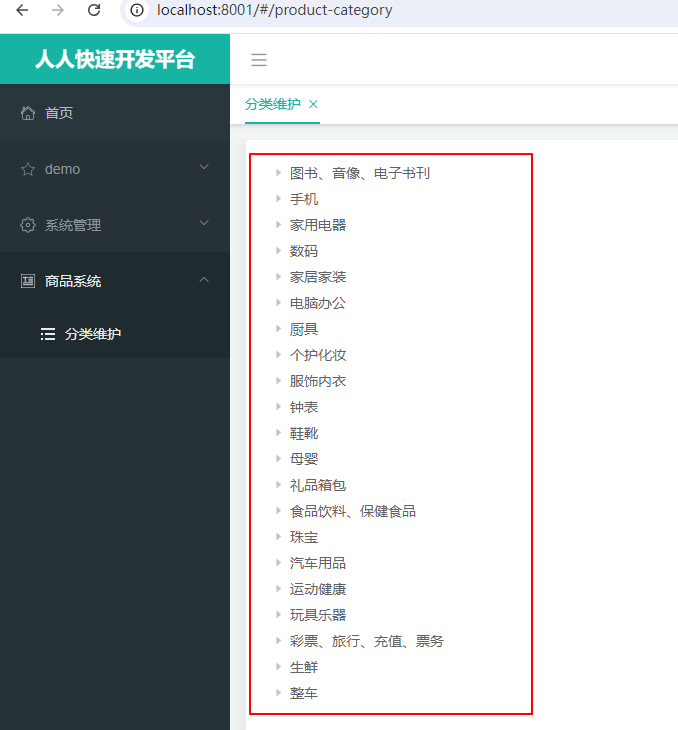 localhost:8001/#/product-category
人人快速开发平台
首页
demo
系统管理
商品系统
分类维护
分类维护
图书、音像、电子书刊
手机
家用电器
数码
家居家装
电脑办公
厨具
个护化妆
服饰内衣
钟表
鞋靴
母婴
礼品箱包
食品饮料、保健食品
珠宝
汽车用品
运动健康
玩具乐器
彩票、旅行、充值、票务
生鲜
整车